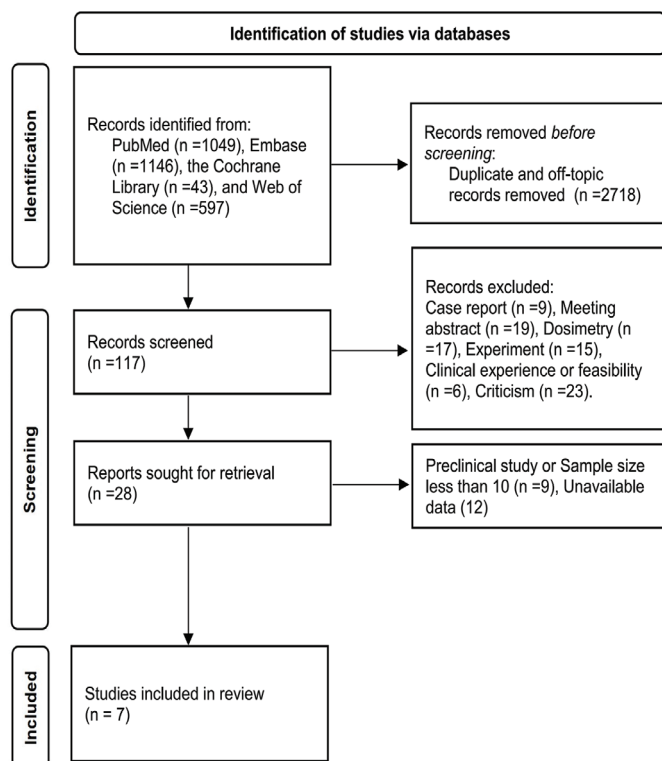 Identification of studies via databases
Identification
Records identified from:
PubMed (n =1049), Embase
(n =1146), the Cochrane
Library (n =43), and Web of
Science (n =597)
Records removed before
screening:
Duplicate and off-topic
records removed (n =2718)
Screening
Records screened
(n =117)
Records excluded:
Case report (n =9), Meeting
abstract (n =19), Dosimetry (n
=17), Experiment (n =15),
Clinical experience or feasibility
(n =6), Criticism (n =23).
Reports sought for retrieval
(n =28)
Preclinical study or Sample size
less than 10 (n =9), Unavailable
data (12)
Included
Studies included in review
(n = 7)